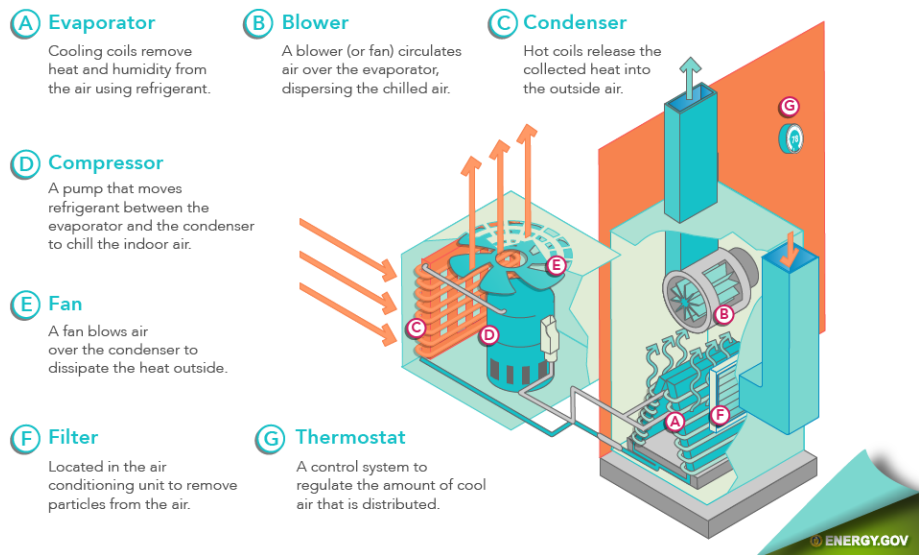 A Evaporator
Cooling coils remove
heat and humidity from
the air using refrigerant.
B Blower
A blower (or fan) circulates
air over the evaporator,
dispersing the chilled air.
C Condenser
Hot coils release the
collected heat into
the outside air.
D Compressor
A pump that moves
refrigerant between the
evaporator and the condenser
to chill the indoor air.
E Fan
A fan blows air
over the condenser to
dissipate the heat outside.
F Filter
Located in the air
conditioning unit to remove
particles from the air.
G Thermostat
A control system to
regulate the amount of cool
air that is distributed.
G
E
C
D
B
A
F
ENERGY.GOV